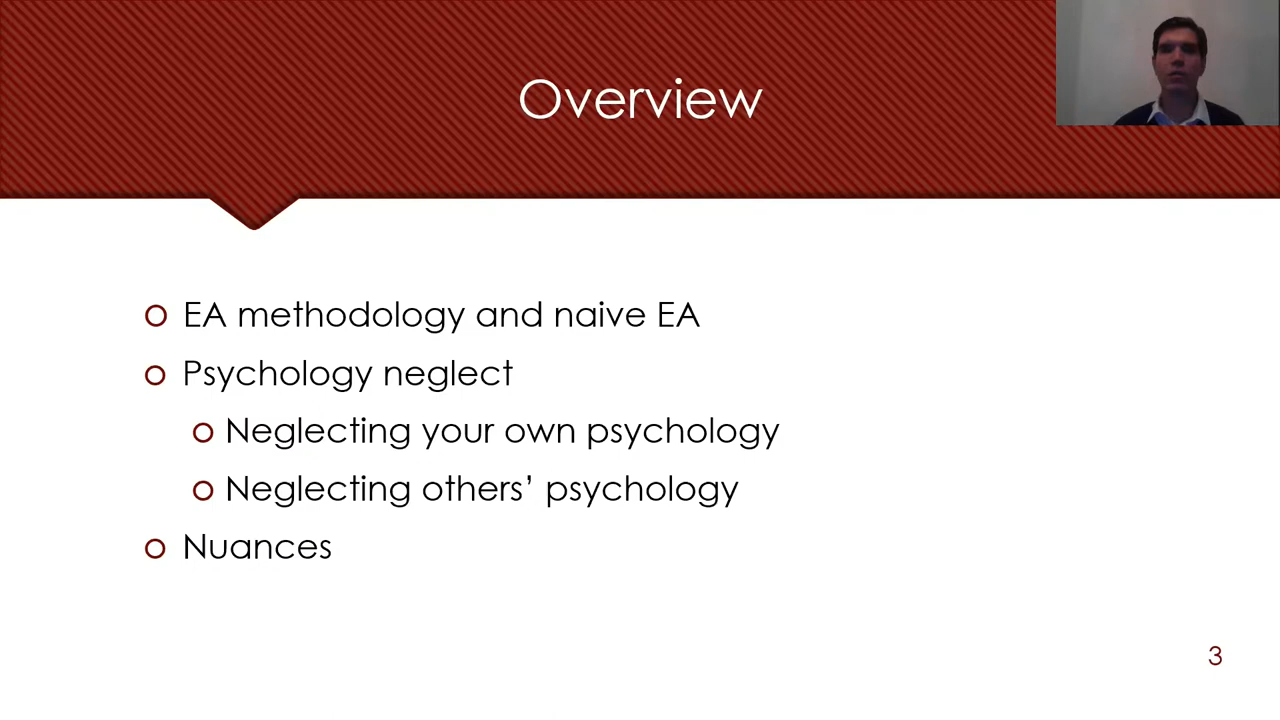 Overview
EA methodology and naive EA
Psychology neglect
Neglecting your own psychology
Neglecting others’ psychology
Nuances
3